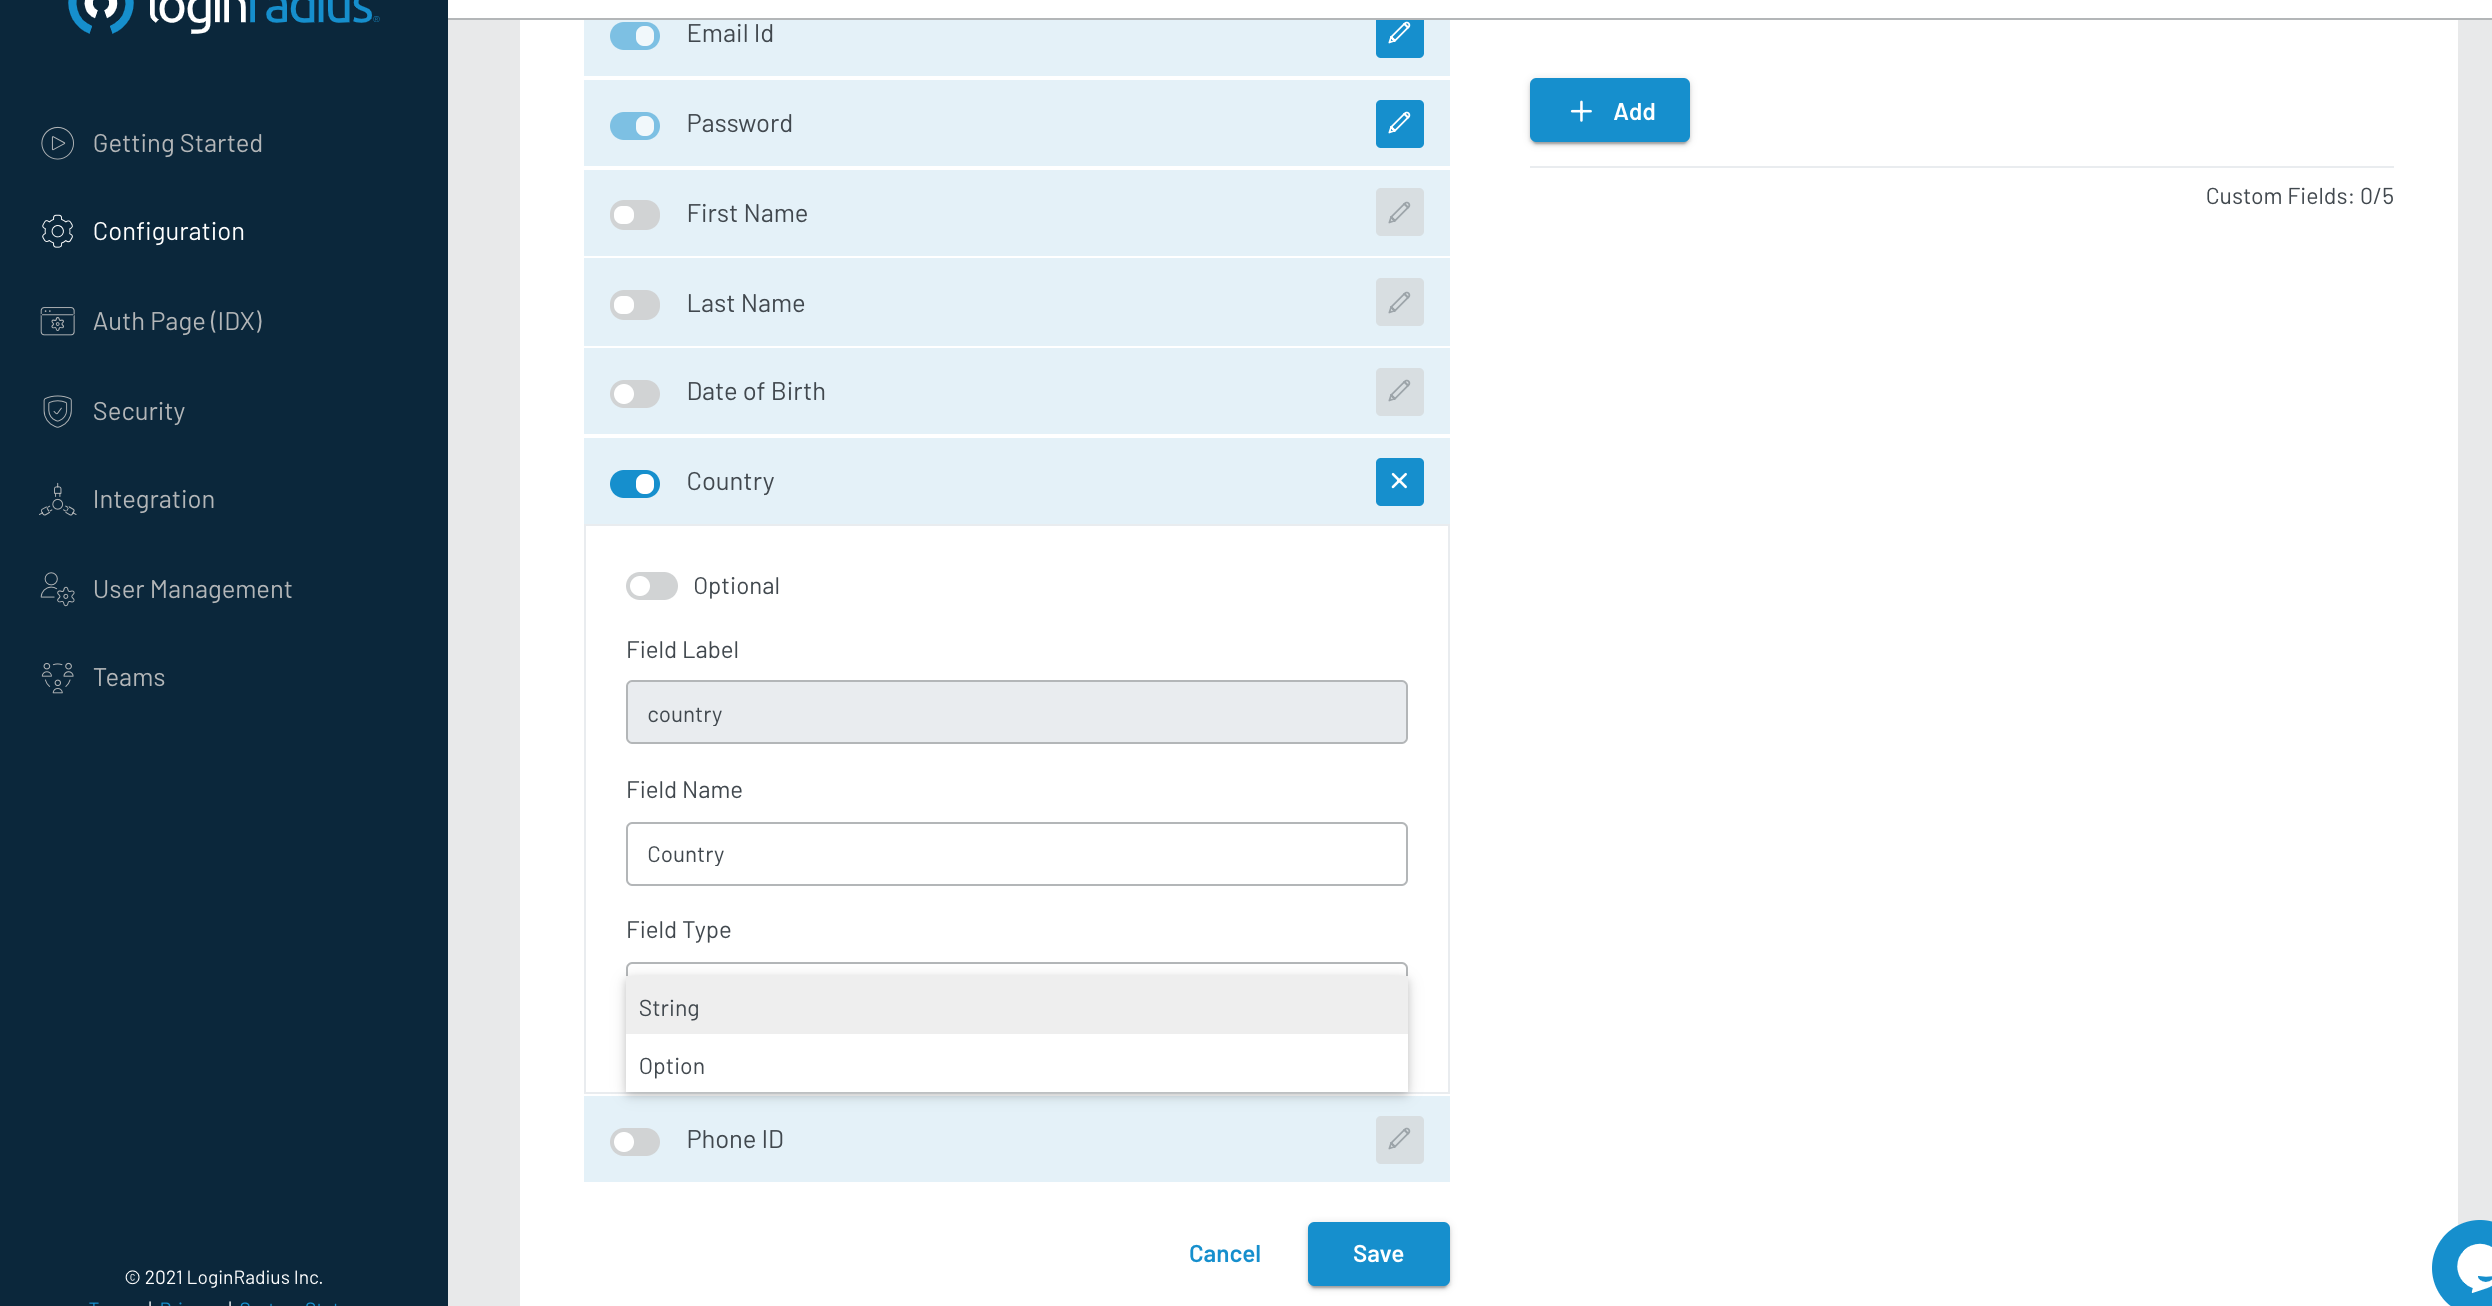 loginradius
Getting Started
Configuration
Auth Page (IDX)
Security
Integration
User Management
Teams
© 2021 LoginRadius Inc.
Email Id
Password
First Name
Last Name
Date of Birth
Country
Optional
Field Label
country
Field Name
Country
Field Type
String
Option
Phone ID
Cancel
Save
Add
Custom Fields: 0/5